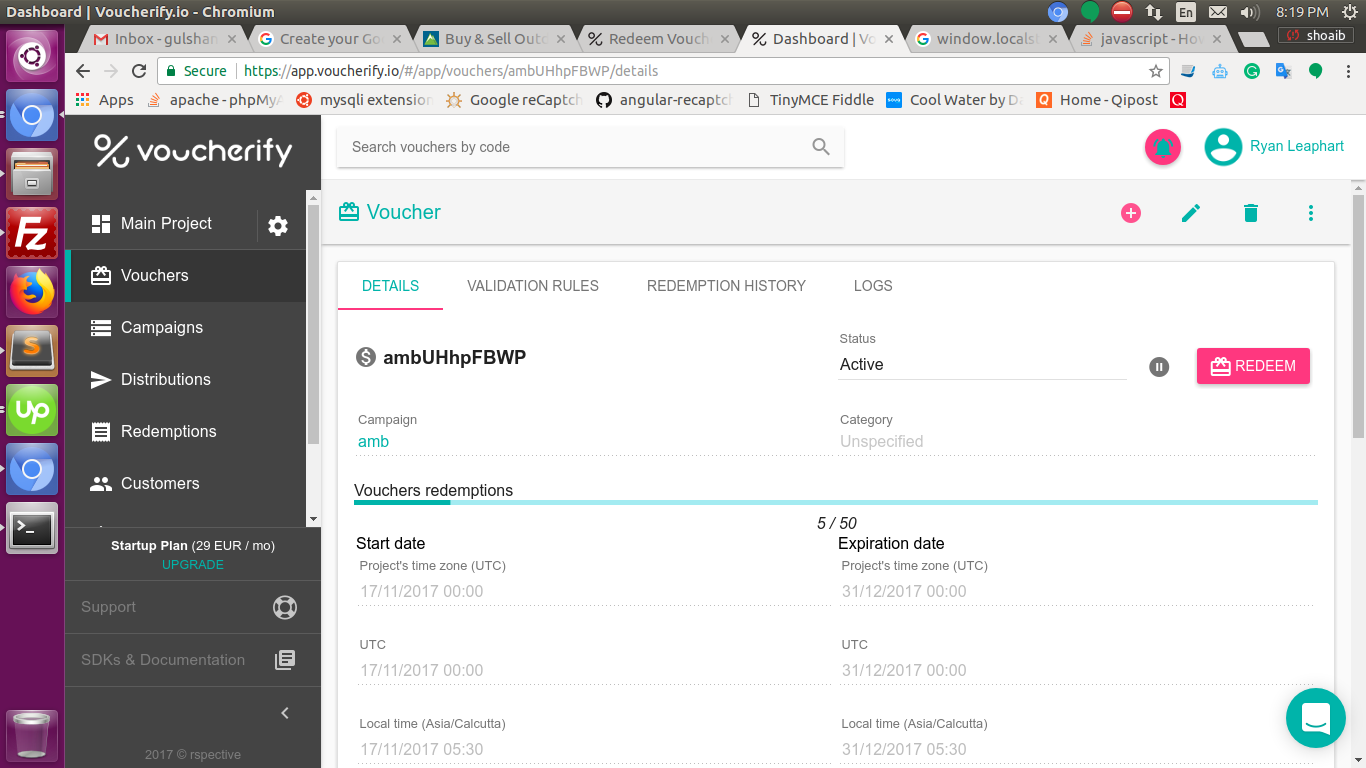 Dashboard | Voucherify.io - Chromium
En
8:19 PM
Inbox - gulshan
Create your Go
Buy & Sell Outd
Redeem Vouch
Dashboard | Vo
window.localst
javascript - Hov
shoaib
Secure
https://app.voucherify.io/#/app/vouchers/ambUHhpFBWP/details
Apps
apache - phpMyA
mysqli extension
Google reCaptch
angular-recaptch
TinyMCE Fiddle
Cool Water by Da
Home - Qipost
voucherify
Search vouchers by code
Ryan Leaphart
Main Project
Vouchers
Campaigns
Distributions
Redemptions
Customers
Startup Plan (29 EUR / mo)
UPGRADE
Support
SDKs & Documentation
2017 © rspective
Voucher
DETAILS
VALIDATION RULES
REDEMPTION HISTORY
LOGS
ambUHhpFBWP
Status
Active
REDEEM
Campaign
amb
Category
Unspecified
Vouchers redemptions
5 / 50
Start date
Expiration date
Project's time zone (UTC)
Project's time zone (UTC)
17/11/2017 00:00
31/12/2017 00:00
UTC
UTC
17/11/2017 00:00
31/12/2017 00:00
Local time (Asia/Calcutta)
Local time (Asia/Calcutta)
17/11/2017 05:30
31/12/2017 05:30